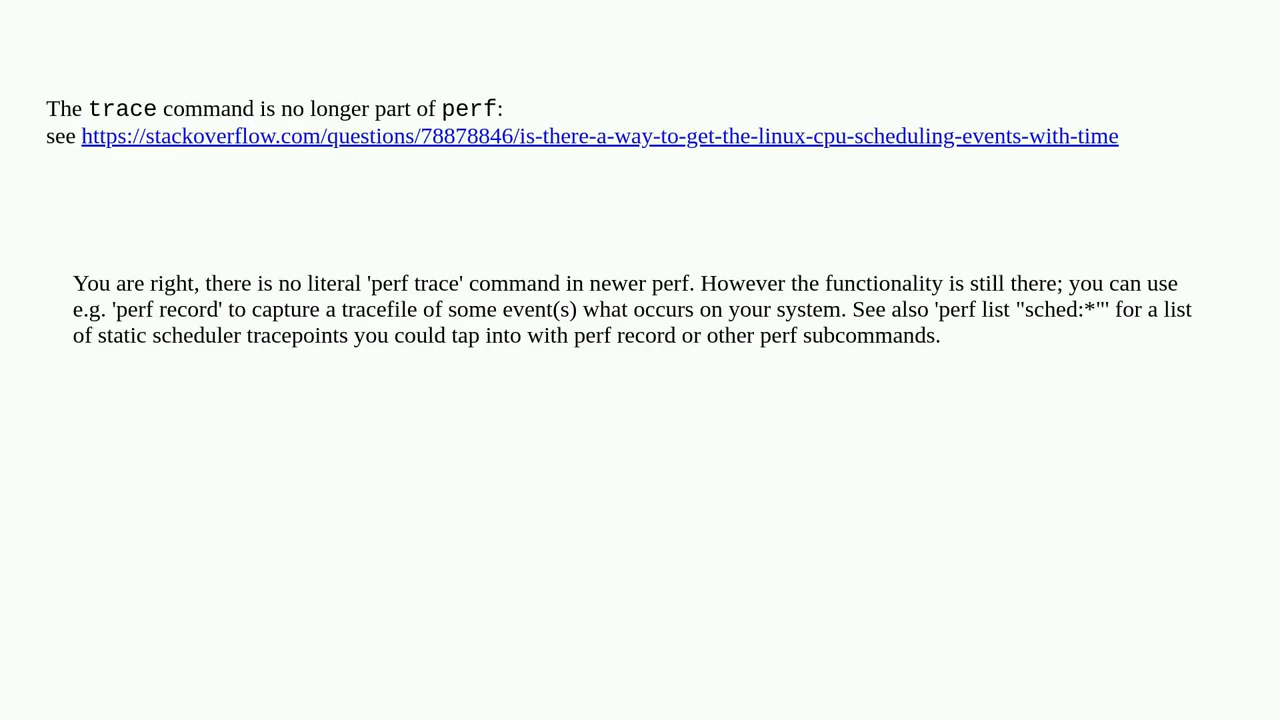 The trace command is no longer part of perf:
see https://stackoverflow.com/questions/78878846/is-there-a-way-to-get-the-linux-cpu-scheduling-events-with-time
You are right, there is no literal 'perf trace' command in newer perf. However the functionality is still there; you can use
e.g. 'perf record' to capture a tracefile of some event(s) what occurs on your system. See also 'perf list "sched:*"' for a list
of static scheduler tracepoints you could tap into with perf record or other perf subcommands.